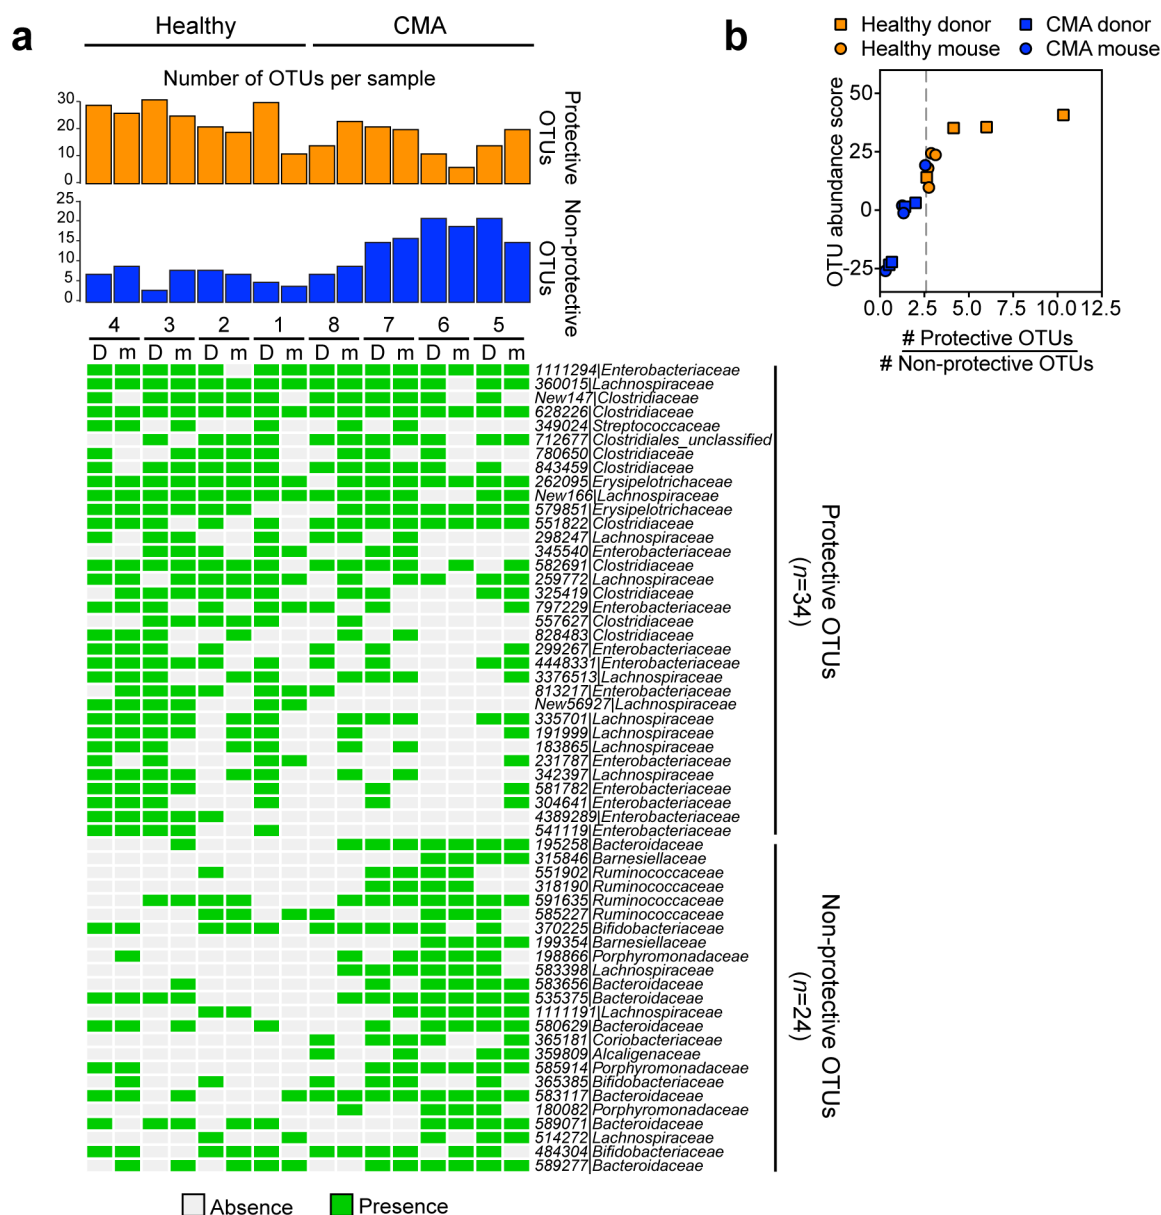 a
Healthy
CMA
Number of OTUs per sample
30
20
10
0
Protective
OTUs
25
20
15
10
5
0
Non-protective
OTUs
4
3
2
1
8
7
6
5
D m D m D m D m D m D m D m D m
1111294|Enterobacteriaceae
360015|Lachnospiraceae
New147|Clostridiaceae
628226|Clostridiaceae
349024|Streptococcaceae
712677|Clostridiales_unclassified
780650|Clostridiaceae
843459|Clostridiaceae
262095|Erysipelotrichaceae
New166|Lachnospiraceae
579851|Erysipelotrichaceae
551822|Clostridiaceae
298247|Lachnospiraceae
345540|Enterobacteriaceae
582691|Clostridiaceae
259772|Lachnospiraceae
325419|Clostridiaceae
797229|Enterobacteriaceae
557627|Clostridiaceae
828483|Clostridiaceae
299267|Enterobacteriaceae
4448331|Enterobacteriaceae
3376513|Lachnospiraceae
813217|Enterobacteriaceae
New56927|Lachnospiraceae
335701|Lachnospiraceae
191999|Lachnospiraceae
183865|Lachnospiraceae
231787|Enterobacteriaceae
342397|Lachnospiraceae
581782|Enterobacteriaceae
304641|Enterobacteriaceae
4389289|Enterobacteriaceae
541119|Enterobacteriaceae
195258|Bacteroidaceae
315846|Barnesiellaceae
551902|Ruminococcaceae
318190|Ruminococcaceae
591635|Ruminococcaceae
585227|Ruminococcaceae
370225|Bifidobacteriaceae
199354|Barnesiellaceae
198866|Porphyromonadaceae
583398|Lachnospiraceae
583656|Bacteroidaceae
535375|Bacteroidaceae
1111191|Lachnospiraceae
580629|Bacteroidaceae
365181|Coriobacteriaceae
359809|Alcaligenaceae
585914|Porphyromonadaceae
365385|Bifidobacteriaceae
583117|Bacteroidaceae
180082|Porphyromonadaceae
589071|Bacteroidaceae
514272|Lachnospiraceae
484304|Bifidobacteriaceae
589277|Bacteroidaceae
Protective OTUs
(n=34)
Non-protective OTUs
(n=24)
Absence
Presence
b
Healthy donor
CMA donor
Healthy mouse
CMA mouse
OTU abundance score
50
25
0
-25
0.0 2.5 5.0 7.5 10.0 12.5
# Protective OTUs
# Non-protective OTUs